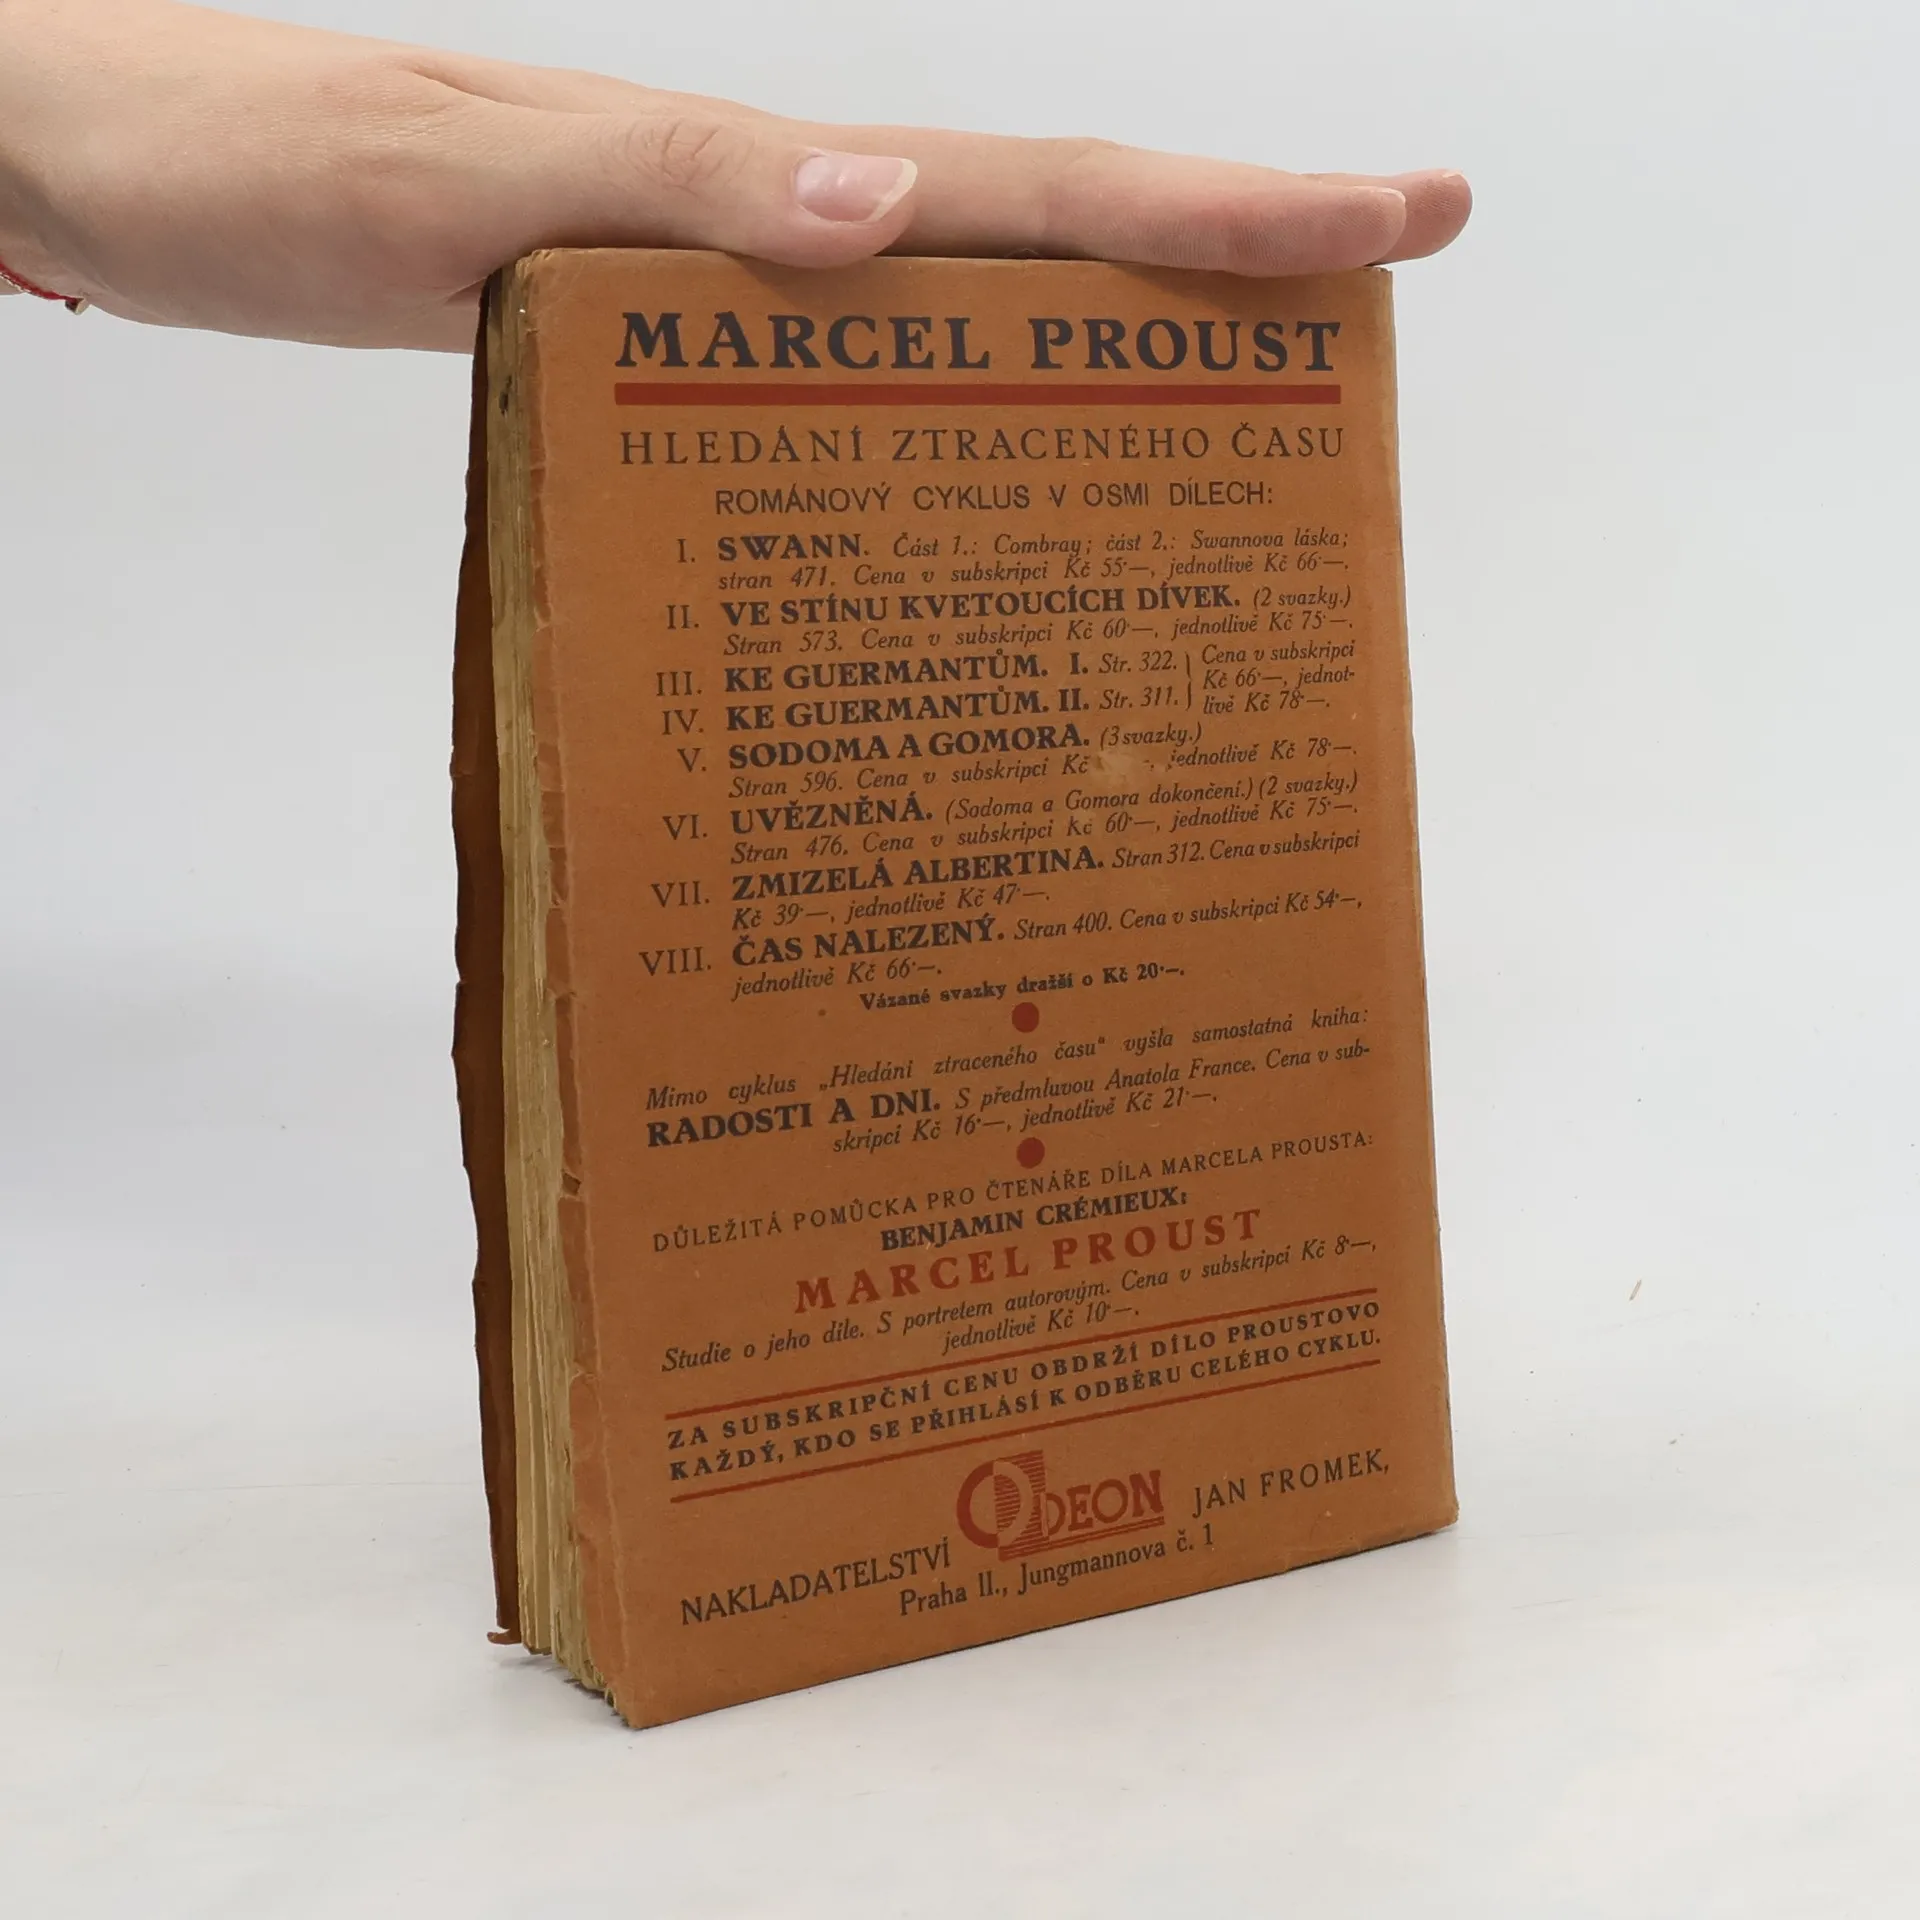 MARCEL PROUST
HLEDÁNÍ ZTRACENÉHO ČASU
ROMÁNOVÝ CYKLUS V OSMI DÍLECH:
I. SWANN. Část 1.: Combray; část 2.: Swannova láska;
stran 471. Cena v subskripci Kč 55·—, jednotlivě Kč 66·—.
II. VE STÍNU KVETOUCÍCH DÍVEK. (2 svazky.)
Stran 573. Cena v subskripci Kč 60·—, jednotlivě Kč 75·—.
III. KE GUERMANTŮM. I. Str. 322.
IV. KE GUERMANTŮM. II. Str. 311.
Cena v subskripci
Kč 66·—, jednot-
livě Kč 78·—.
V. SODOMA A GOMORA. (3 svazky.)
Stran 596. Cena v subskripci Kč jednotlivě Kč 78·—.
VI. UVĚZNĚNÁ. (Sodoma a Gomora dokončení.) (2 svazky.)
Stran 476. Cena v subskripci Kč 60·—, jednotlivě Kč 75·—.
VII. ZMIZELÁ ALBERTINA. Stran 312. Cena v subskripci
Kč 39·—, jednotlivě Kč 47·—.
VIII. ČAS NALEZENÝ. Stran 400. Cena v subskripci Kč 54·—,
jednotlivě Kč 66·—.
Vázané svazky dražší o Kč 20·—.
Mimo cyklus „Hledání ztraceného času" vyšla samostatná kniha:
RADOSTI A DNI. S předmluvou Anatola France. Cena v sub-
skripci Kč 16·—, jednotlivě Kč 21·—.
DŮLEŽITÁ POMŮCKA PRO ČTENÁŘE DÍLA MARCELA PROUSTA:
BENJAMIN CRÉMIEUX:
MARCEL PROUST
Studie o jeho díle. S portretem autorovým. Cena v subskripci Kč 8·—,
jednotlivě Kč 10·—.
ZA SUBSKRIPČNÍ CENU OBDRŽÍ DÍLO PROUSTOVO
KAŽDÝ, KDO SE PŘIHLÁSÍ K ODBĚRU CELÉHO CYKLU.
NAKLADATELSTVÍ ODEON JAN FROMEK,
Praha II., Jungmannova č. 1